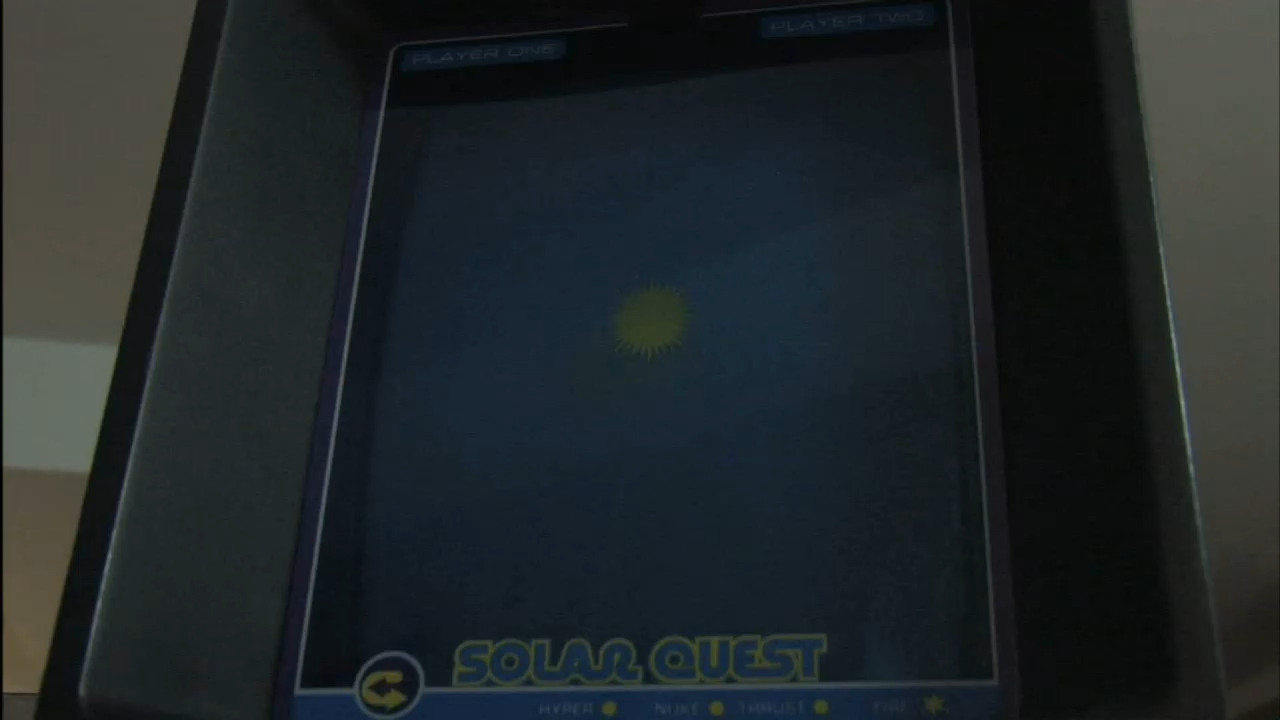 PLAYER ONE
PLAYER TWO
SOLAR QUEST
HYPER NUKE THRUST FIRE